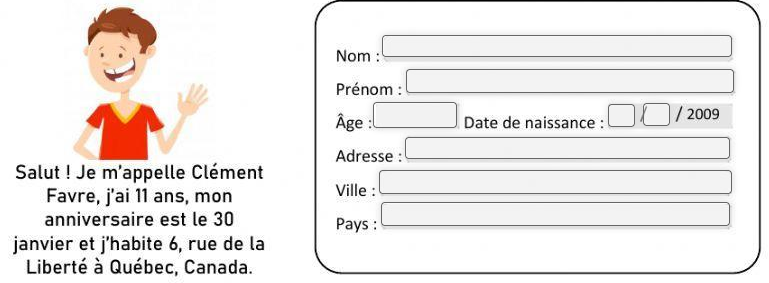 Salut ! Je m'appelle Clément
Favre, j'ai 11 ans, mon
anniversaire est le 30
janvier et j'habite 6, rue de la
Liberté à Québec, Canada.
Nom :
Prénom :
Âge :
Date de naissance : / / 2009
Adresse :
Ville :
Pays :